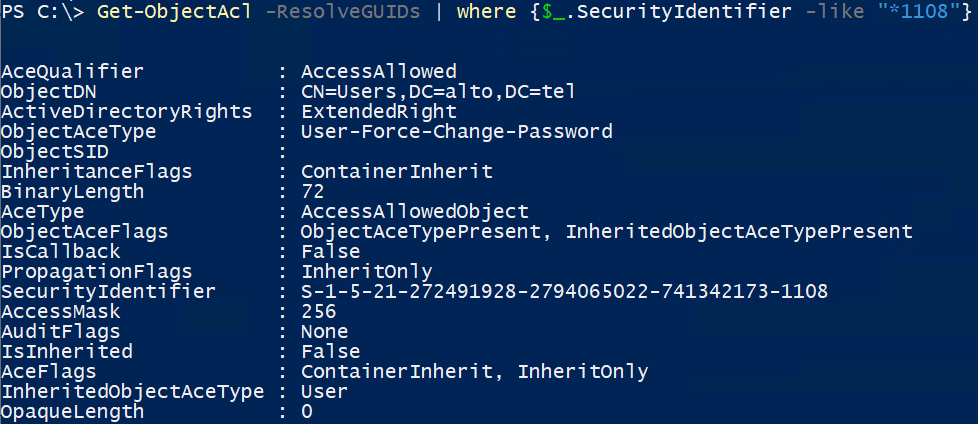 PS C:\> Get-ObjectAcl -ResolveGUIDs | where {$_.SecurityIdentifier -like "*1108"}
AceQualifier : AccessAllowed
ObjectDN : CN=Users,DC=alto,DC=tel
ActiveDirectoryRights : ExtendedRight
ObjectAceType : User-Force-Change-Password
ObjectSID :
InheritanceFlags : ContainerInherit
BinaryLength : 72
AceType : AccessAllowedObject
ObjectAceFlags : ObjectAceTypePresent, InheritedObjectAceTypePresent
IsCallback : False
PropagationFlags : InheritOnly
SecurityIdentifier : S-1-5-21-272491928-2794065022-741342173-1108
AccessMask : 256
AuditFlags : None
IsInherited : False
AceFlags : ContainerInherit, InheritOnly
InheritedObjectAceType : User
OpaqueLength : 0